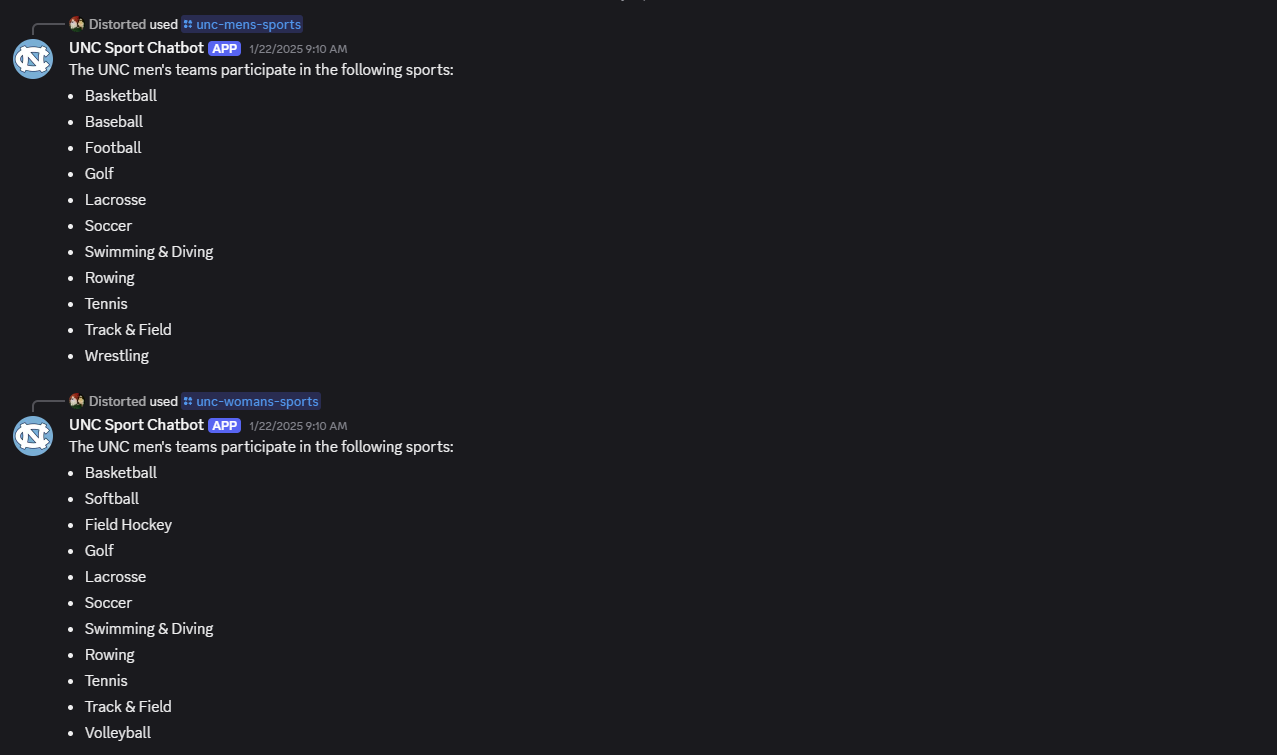 Distorted used unc-mens-sports
UNC Sport Chatbot APP 1/22/2025 9:10 AM
The UNC men's teams participate in the following sports:
• Basketball
• Baseball
• Football
• Golf
• Lacrosse
• Soccer
• Swimming & Diving
• Rowing
• Tennis
• Track & Field
• Wrestling
Distorted used unc-womans-sports
UNC Sport Chatbot APP 1/22/2025 9:10 AM
The UNC men's teams participate in the following sports:
• Basketball
• Softball
• Field Hockey
• Golf
• Lacrosse
• Soccer
• Swimming & Diving
• Rowing
• Tennis
• Track & Field
• Volleyball